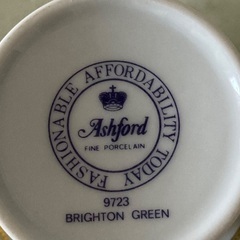 FASHIONABLE AFFORDABILITY TODAY
Ashford
FINE PORCELAIN
9723
BRIGHTON GREEN